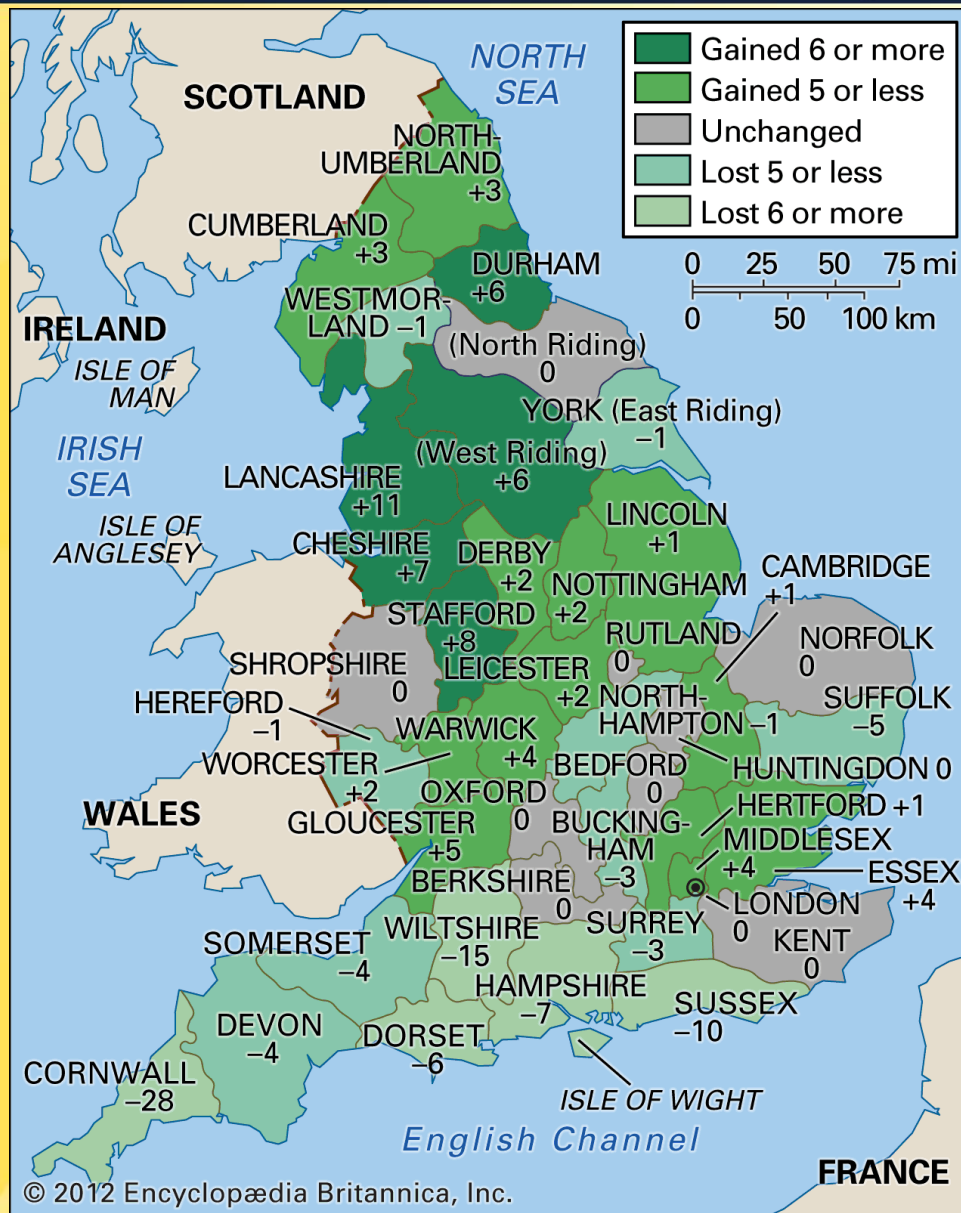 NORTH
SEA
Gained 6 or more
Gained 5 or less
Unchanged
Lost 5 or less
Lost 6 or more
SCOTLAND
NORTH-
UMBERLAND
+3
CUMBERLAND
+3
DURHAM
+6
0 25 50 75 mi
0 50 100 km
WESTMOR-
LAND –1
IRELAND
ISLE OF
MAN
(North Riding)
0
YORK (East Riding)
–1
IRISH
SEA
(West Riding)
+6
LANCASHIRE
+11
LINCOLN
+1
ISLE OF
ANGLESEY
CHESHIRE
+7
DERBY
+2
NOTTINGHAM
+2
CAMBRIDGE
+1
STAFFORD
+8
RUTLAND
0
NORFOLK
0
SHROPSHIRE
0
LEICESTER
+2
NORTH-
HAMPTON –1
SUFFOLK
–5
HEREFORD
–1
WARWICK
+4
WORCESTER
+2
BEDFORD
0
HUNTINGDON 0
OXFORD
0
WALES
GLOUCESTER
+5
BUCKING-
HAM
–3
HERTFORD +1
MIDDLESEX
+4
ESSEX
+4
BERKSHIRE
0
LONDON
0
KENT
0
SURREY
–3
WILTSHIRE
–15
SOMERSET
–4
HAMPSHIRE
–7
SUSSEX
–10
DEVON
–4
DORSET
–6
CORNWALL
–28
ISLE OF WIGHT
English Channel
FRANCE
© 2012 Encyclopædia Britannica, Inc.